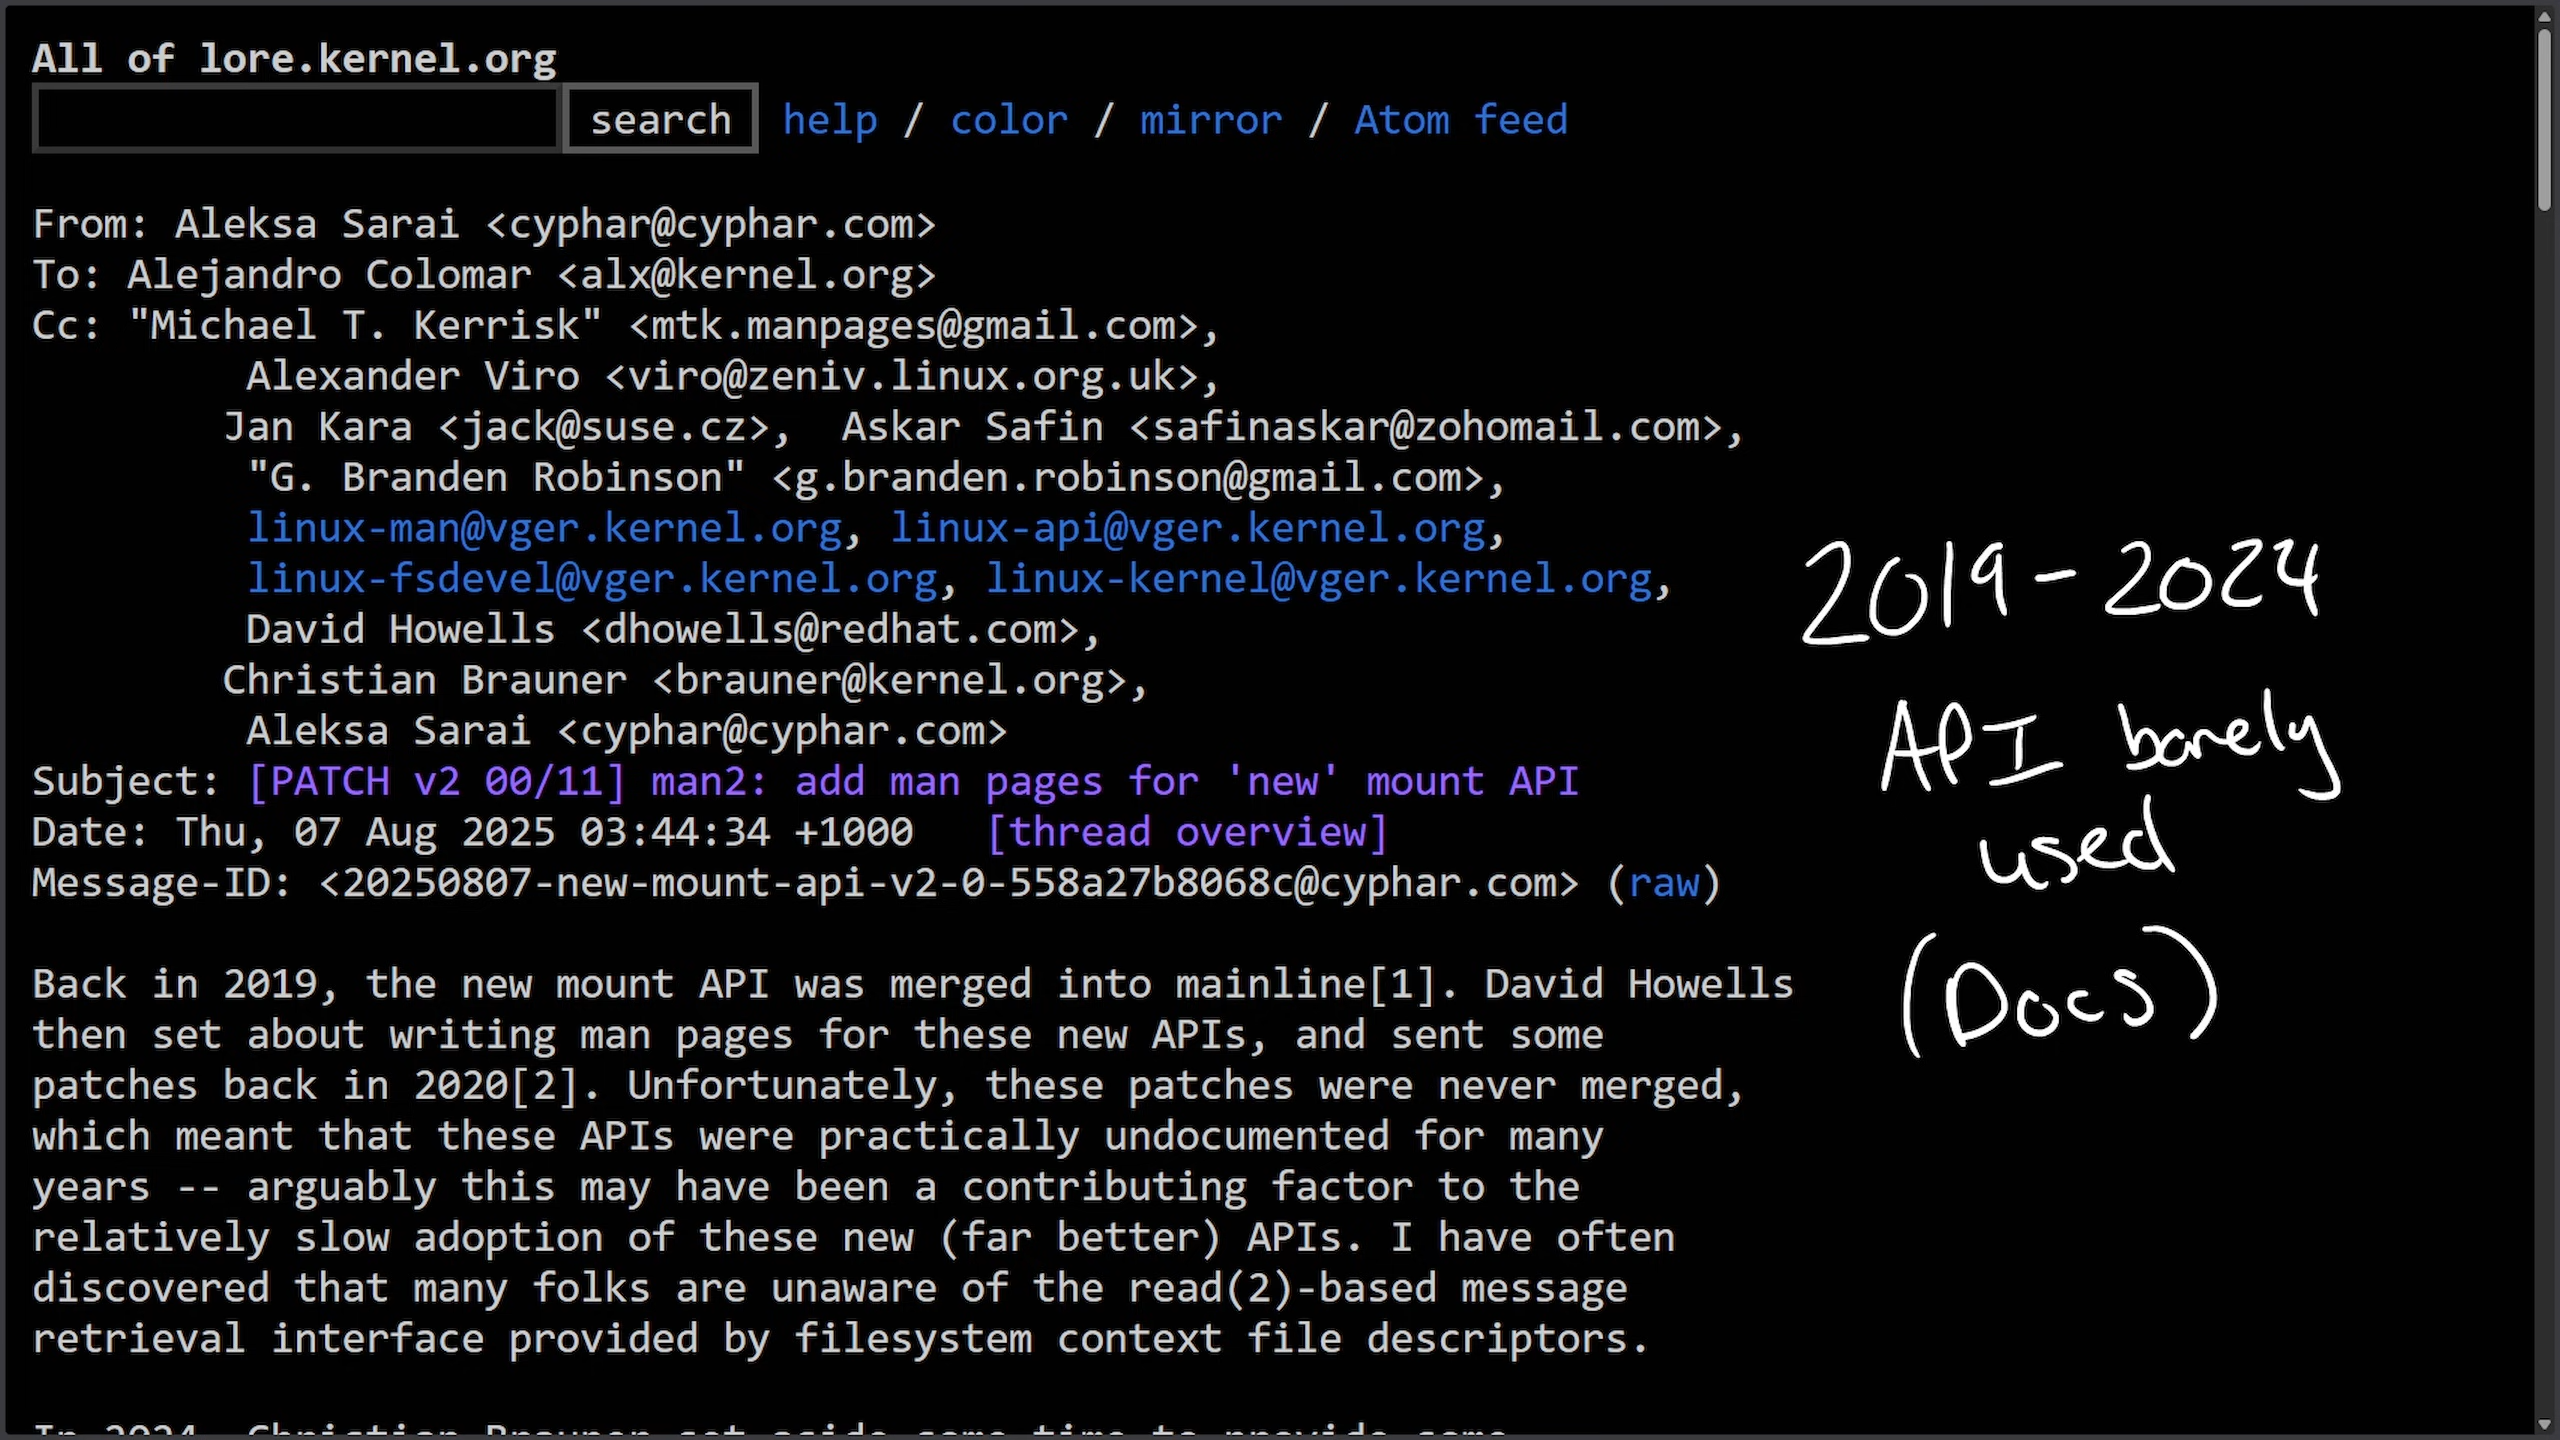 All of lore.kernel.org
search help / color / mirror / Atom feed
From: Aleksa Sarai <cyphar@cyphar.com>
To: Alejandro Colomar <alx@kernel.org>
Cc: "Michael T. Kerrisk" <mtk.manpages@gmail.com>,
Alexander Viro <viro@zeniv.linux.org.uk>,
Jan Kara <jack@suse.cz>,  Askar Safin <safinaskar@zohomail.com>,
"G. Branden Robinson" <g.branden.robinson@gmail.com>,
linux-man@vger.kernel.org, linux-api@vger.kernel.org,
linux-fsdevel@vger.kernel.org, linux-kernel@vger.kernel.org,
David Howells <dhowells@redhat.com>,
Christian Brauner <brauner@kernel.org>,
Aleksa Sarai <cyphar@cyphar.com>
Subject: [PATCH v2 00/11] man2: add man pages for 'new' mount API
Date: Thu, 07 Aug 2025 03:44:34 +1000   [thread overview]
Message-ID: <20250807-new-mount-api-v2-0-558a27b8068c@cyphar.com> (raw)
Back in 2019, the new mount API was merged into mainline[1]. David Howells
then set about writing man pages for these new APIs, and sent some
patches back in 2020[2]. Unfortunately, these patches were never merged,
which meant that these APIs were practically undocumented for many
years -- arguably this may have been a contributing factor to the
relatively slow adoption of these new (far better) APIs. I have often
discovered that many folks are unaware of the read(2)-based message
retrieval interface provided by filesystem context file descriptors.
In 2024, Christian Brauner set aside some time to provide some
2019-2024
API barely
used
(Docs)